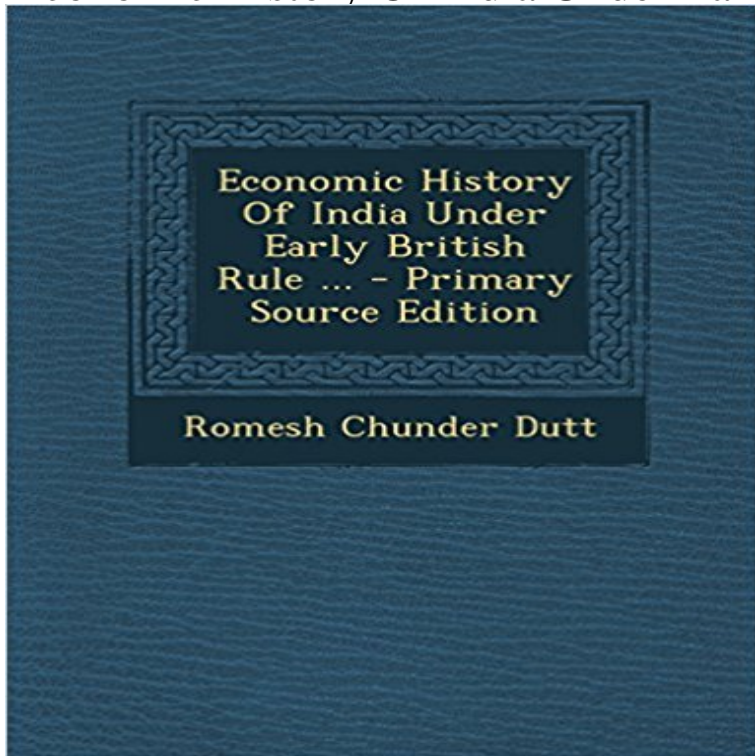 Economic History
Of India Under
Early British
Rule ... - Primary
Source Edition
Romesh Chunder Dutt